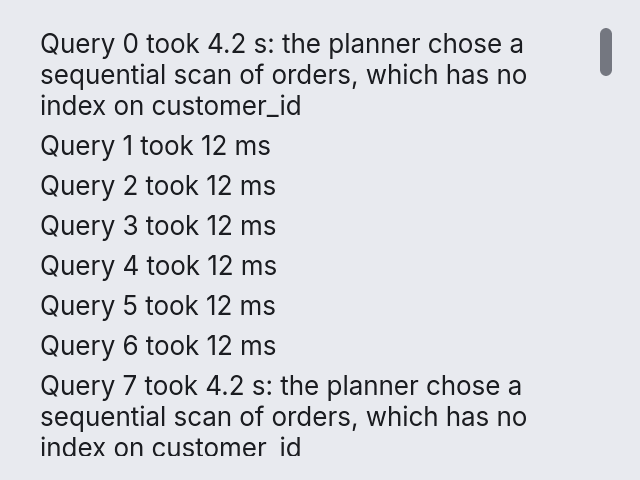 Query 0 took 4.2 s: the planner chose a
sequential scan of orders, which has no
index on customer_id
Query 1 took 12 ms
Query 2 took 12 ms
Query 3 took 12 ms
Query 4 took 12 ms
Query 5 took 12 ms
Query 6 took 12 ms
Query 7 took 4.2 s: the planner chose a
sequential scan of orders, which has no
index on customer_id